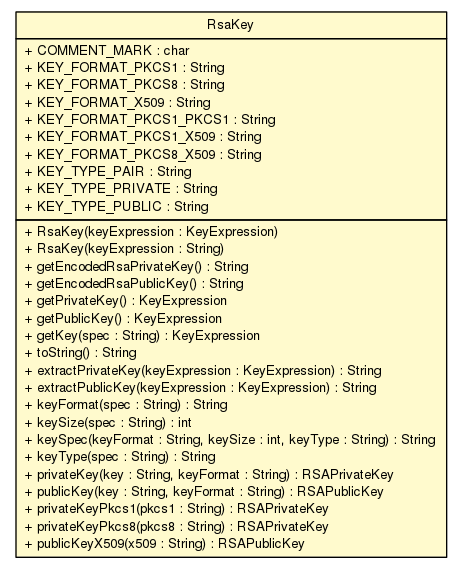 RsaKey
+ COMMENT_MARK : char
+ KEY_FORMAT_PKCS1 : String
+ KEY_FORMAT_PKCS8 : String
+ KEY_FORMAT_X509 : String
+ KEY_FORMAT_PKCS1_PKCS1 : String
+ KEY_FORMAT_PKCS1_X509 : String
+ KEY_FORMAT_PKCS8_X509 : String
+ KEY_TYPE_PAIR : String
+ KEY_TYPE_PRIVATE : String
+ KEY_TYPE_PUBLIC : String
+ RsaKey(keyExpression : KeyExpression)
+ RsaKey(keyExpression : String)
+ getEncodedRsaPrivateKey() : String
+ getEncodedRsaPublicKey() : String
+ getPrivateKey() : KeyExpression
+ getPublicKey() : KeyExpression
+ getKey(spec : String) : KeyExpression
+ toString() : String
+ extractPrivateKey(keyExpression : KeyExpression) : String
+ extractPublicKey(keyExpression : KeyExpression) : String
+ keyFormat(spec : String) : String
+ keySize(spec : String) : int
+ keySpec(keyFormat : String, keySize : int, keyType : String) : String
+ keyType(spec : String) : String
+ privateKey(key : String, keyFormat : String) : RSAPrivateKey
+ publicKey(key : String, keyFormat : String) : RSAPublicKey
+ privateKeyPkcs1(pkcs1 : String) : RSAPrivateKey
+ privateKeyPkcs8(pkcs8 : String) : RSAPrivateKey
+ publicKeyX509(x509 : String) : RSAPublicKey